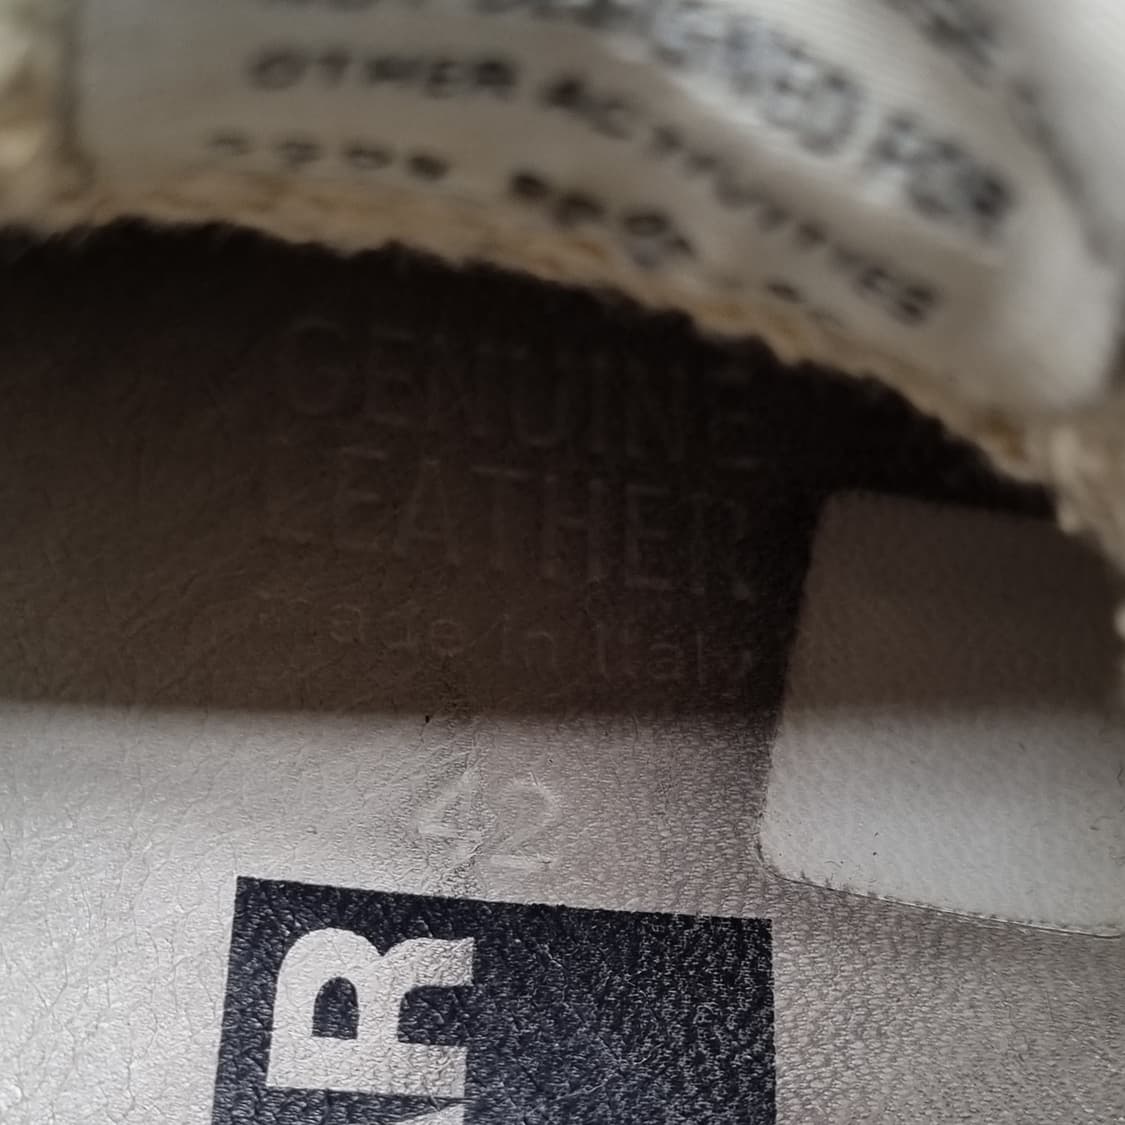 DESIGNED FOR
OTHER ACTIVITIES
GENUINE
LEATHER
made in Italy
42
R